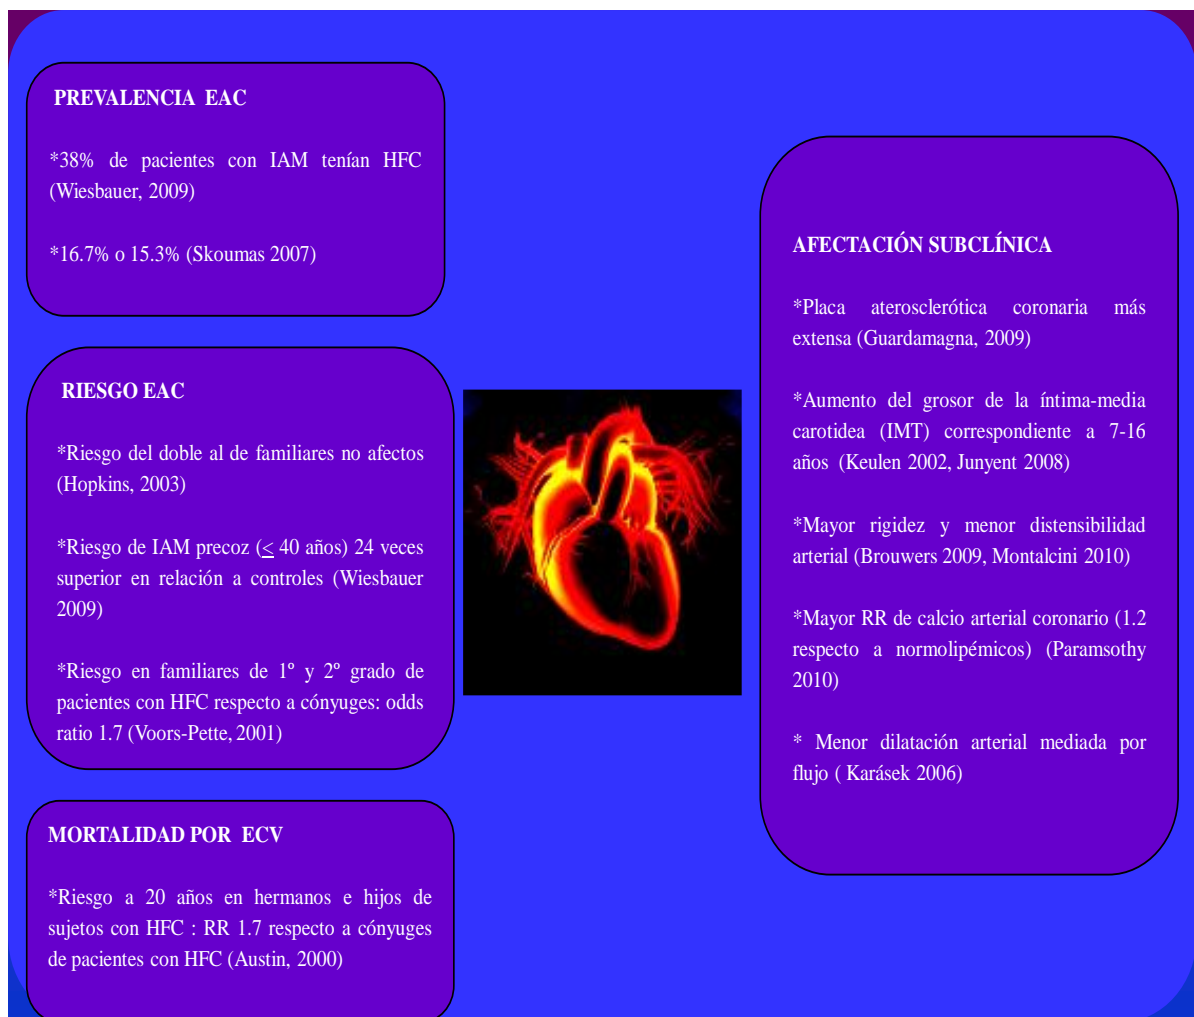 PREVALENCIA EAC
*38% de pacientes con IAM tenían HFC
(Wiesbauer, 2009)
*16.7% o 15.3% (Skoumas 2007)
RIESGO EAC
*Riesgo del doble al de familiares no afectos
(Hopkins, 2003)
*Riesgo de IAM precoz (≤ 40 años) 24 veces
superior en relación a controles (Wiesbauer
2009)
*Riesgo en familiares de 1º y 2º grado de
pacientes con HFC respecto a cónyuges: odds
ratio 1.7 (Voors-Pette, 2001)
MORTALIDAD POR ECV
*Riesgo a 20 años en hermanos e hijos de
sujetos con HFC : RR 1.7 respecto a cónyuges
de pacientes con HFC (Austin, 2000)
AFECTACIÓN SUBCLÍNICA
*Placa aterosclerótica coronaria más
extensa (Guardamagna, 2009)
*Aumento del grosor de la íntima-media
carotidea (IMT) correspondiente a 7-16
años (Keulen 2002, Junyent 2008)
*Mayor rigidez y menor distensibilidad
arterial (Brouwers 2009, Montalcini 2010)
*Mayor RR de calcio arterial coronario (1.2
respecto a normolipémicos) (Paramsothy
2010)
* Menor dilatación arterial mediada por
flujo ( Karásek 2006)